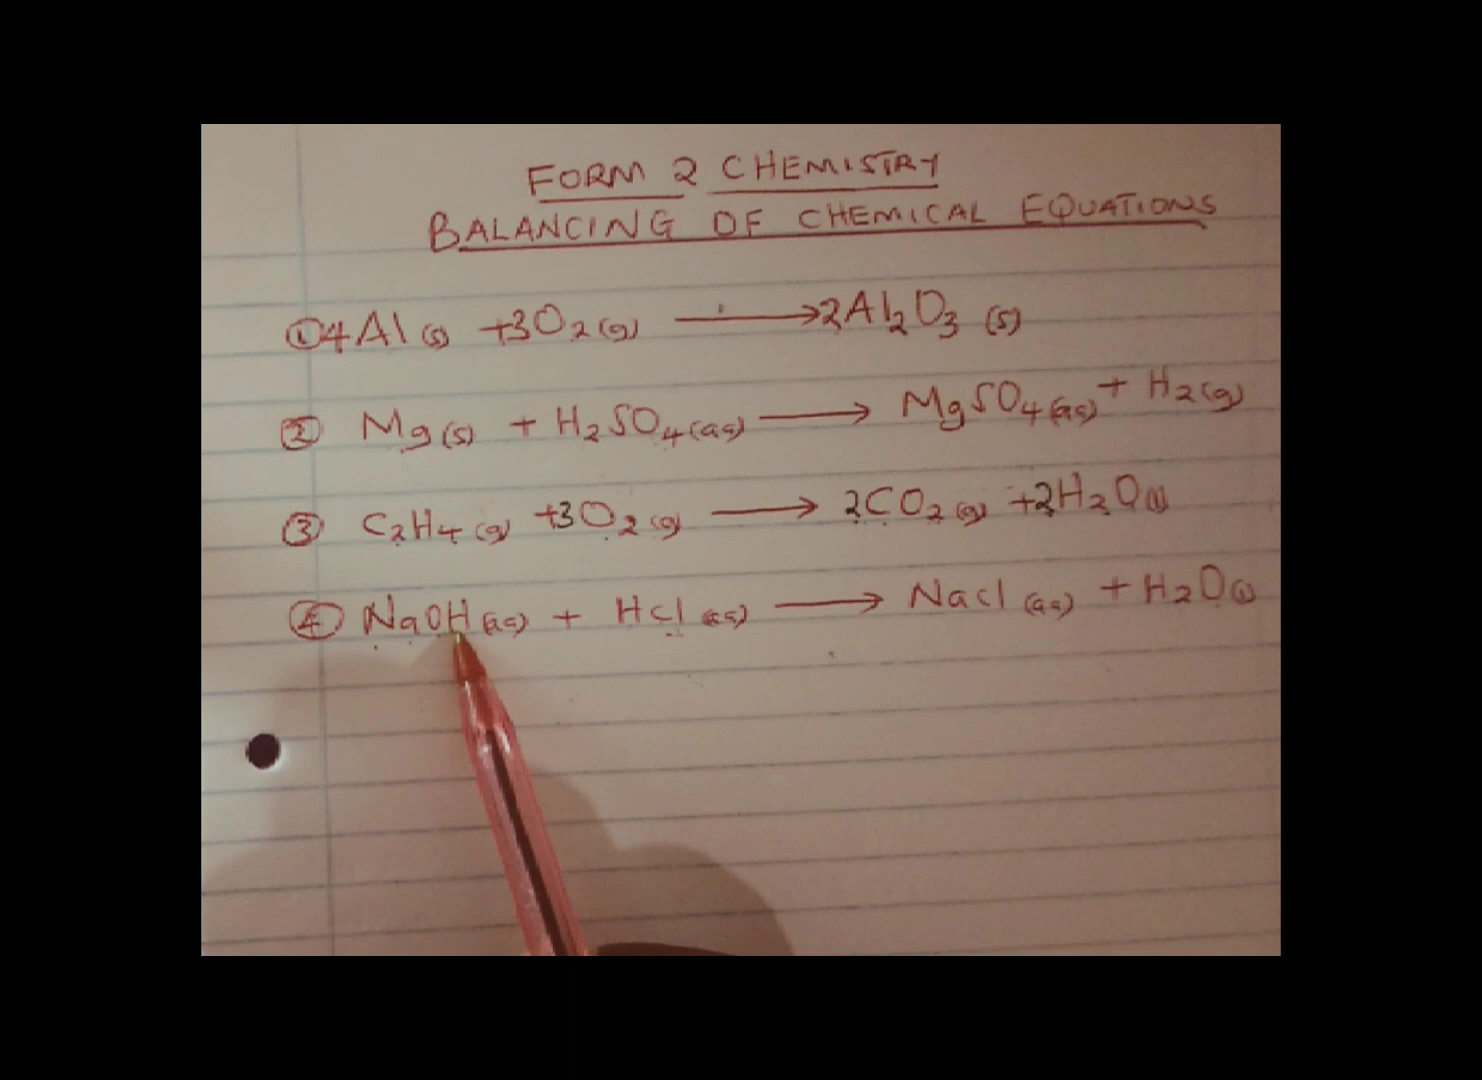 FORM 2 CHEMISTRY
BALANCING OF CHEMICAL EQUATIONS
① 4Al(s) +3O2(g) ⟶ 2Al2O3 (s)
② Mg(s) + H2SO4(aq) ⟶ MgSO4(aq) + H2(g)
③ C2H4(g) +3O2(g) ⟶ 2CO2(g) +2H2O(l)
④ NaOH(aq) + HCl(aq) ⟶ NaCl(aq) + H2O(l)